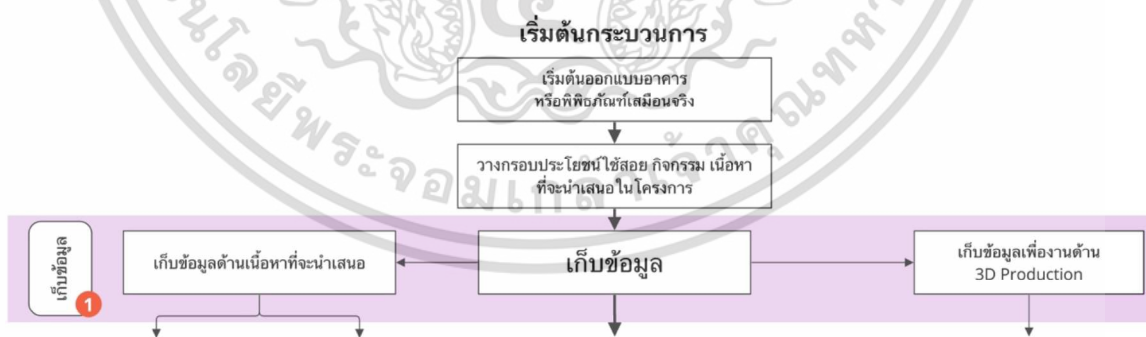 เริ่มต้นกระบวนการ
เริ่มต้นออกแบบอาคาร
หรือพิพิธภัณฑ์เสมือนจริง
วางกรอบประโยชน์ใช้สอย กิจกรรม เนื้อหา
ที่จะนำเสนอในโครงการ
เก็บข้อมูล
1
เก็บข้อมูลด้านเนื้อหาที่จะนำเสนอ
เก็บข้อมูล
เก็บข้อมูลเพื่องานด้าน
3D Production